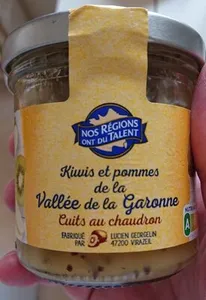 NOS RÉGIONS
ONT DU TALENT
Kiwis et pommes
de la
Vallée de la Garonne
Cuits au chaudron
FABRIQUÉ
PAR
LUCIEN GEORGELIN
47200 VIRAZEIL
A